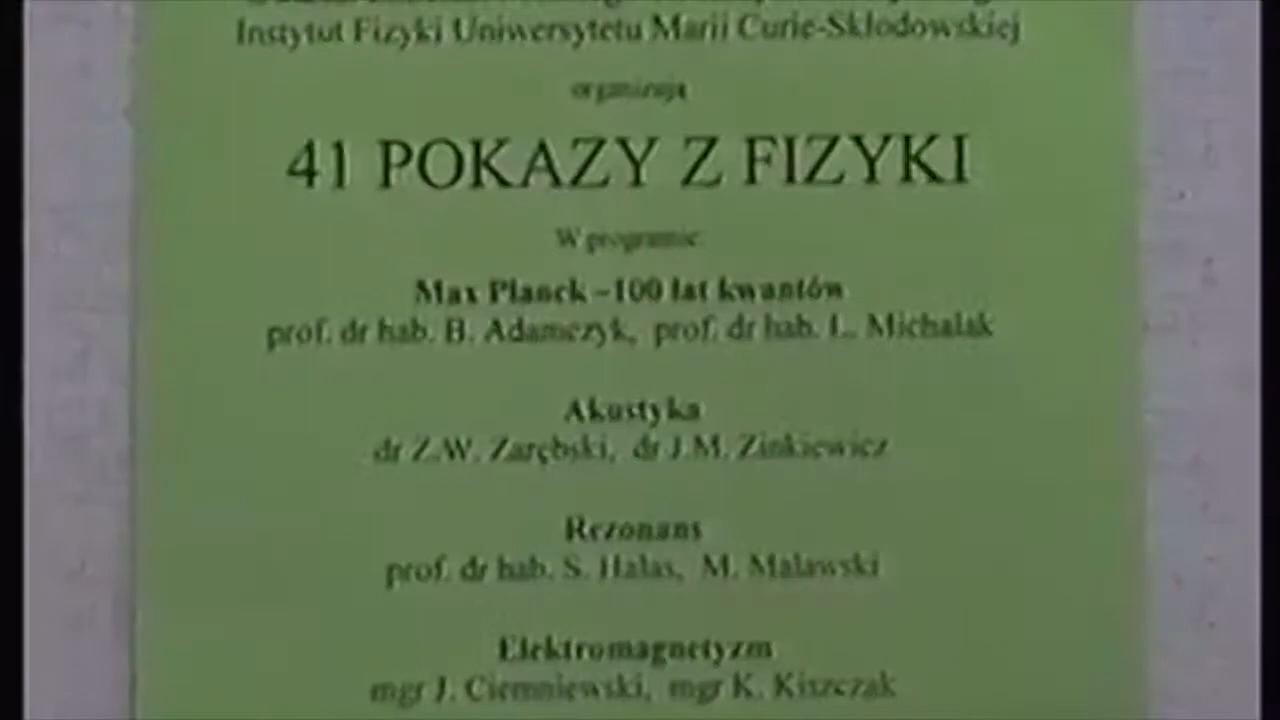 Instytut Fizyki Uniwersytetu Marii Curie-Skłodowskiej
organizują
41 POKAZY Z FIZYKI
W programie:
Max Planck -100 lat kwantów
prof. dr hab. B. Adamczyk, prof. dr hab. L. Michalak
Akustyka
dr Z.W. Zarębski, dr J.M. Zinkiewicz
Rezonans
prof. dr hab. S. Hałas, M. Malawski
Elektromagnetyzm
mgr J. Ciemniewski, mgr K. Kiszczak